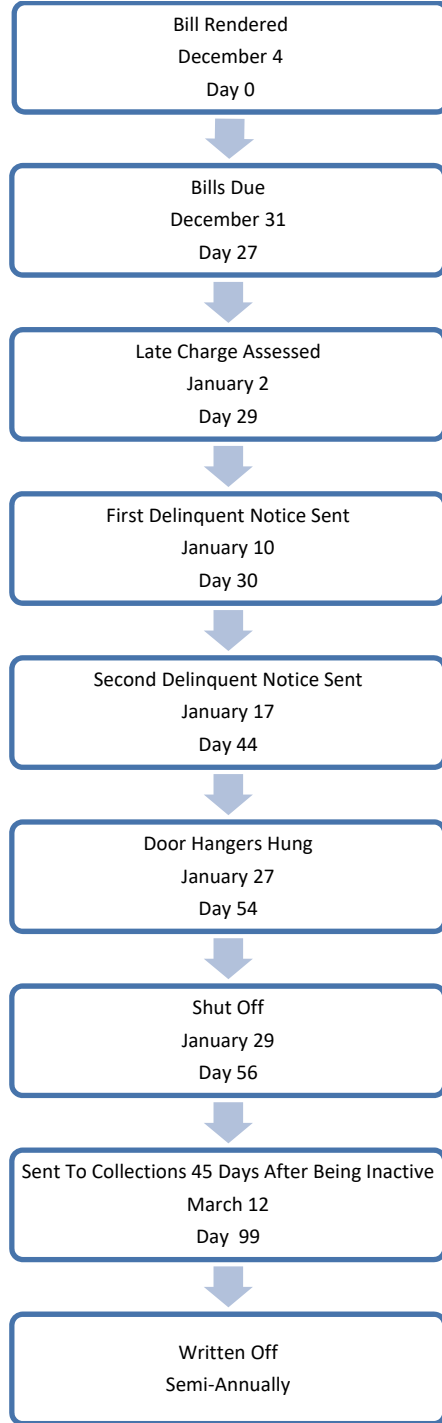 Bill Rendered
December 4
Day 0
Bills Due
December 31
Day 27
Late Charge Assessed
January 2
Day 29
First Delinquent Notice Sent
January 10
Day 30
Second Delinquent Notice Sent
January 17
Day 44
Door Hangers Hung
January 27
Day 54
Shut Off
January 29
Day 56
Sent To Collections 45 Days After Being Inactive
March 12
Day 99
Written Off
Semi-Annually